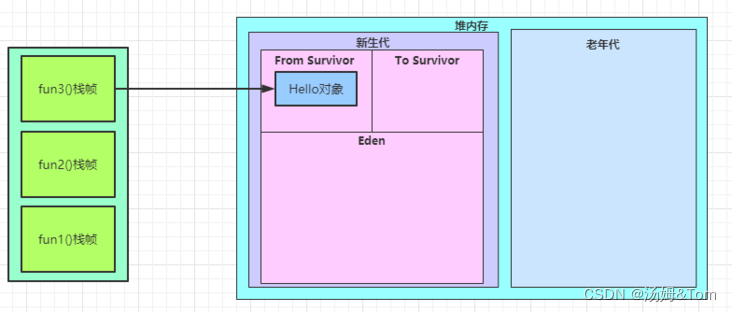 堆内存
新生代
老年代
From Survivor
To Survivor
fun3()栈帧
Hello对象
Eden
fun2()栈帧
fun1()栈帧
CSDN @汤姆&Tom